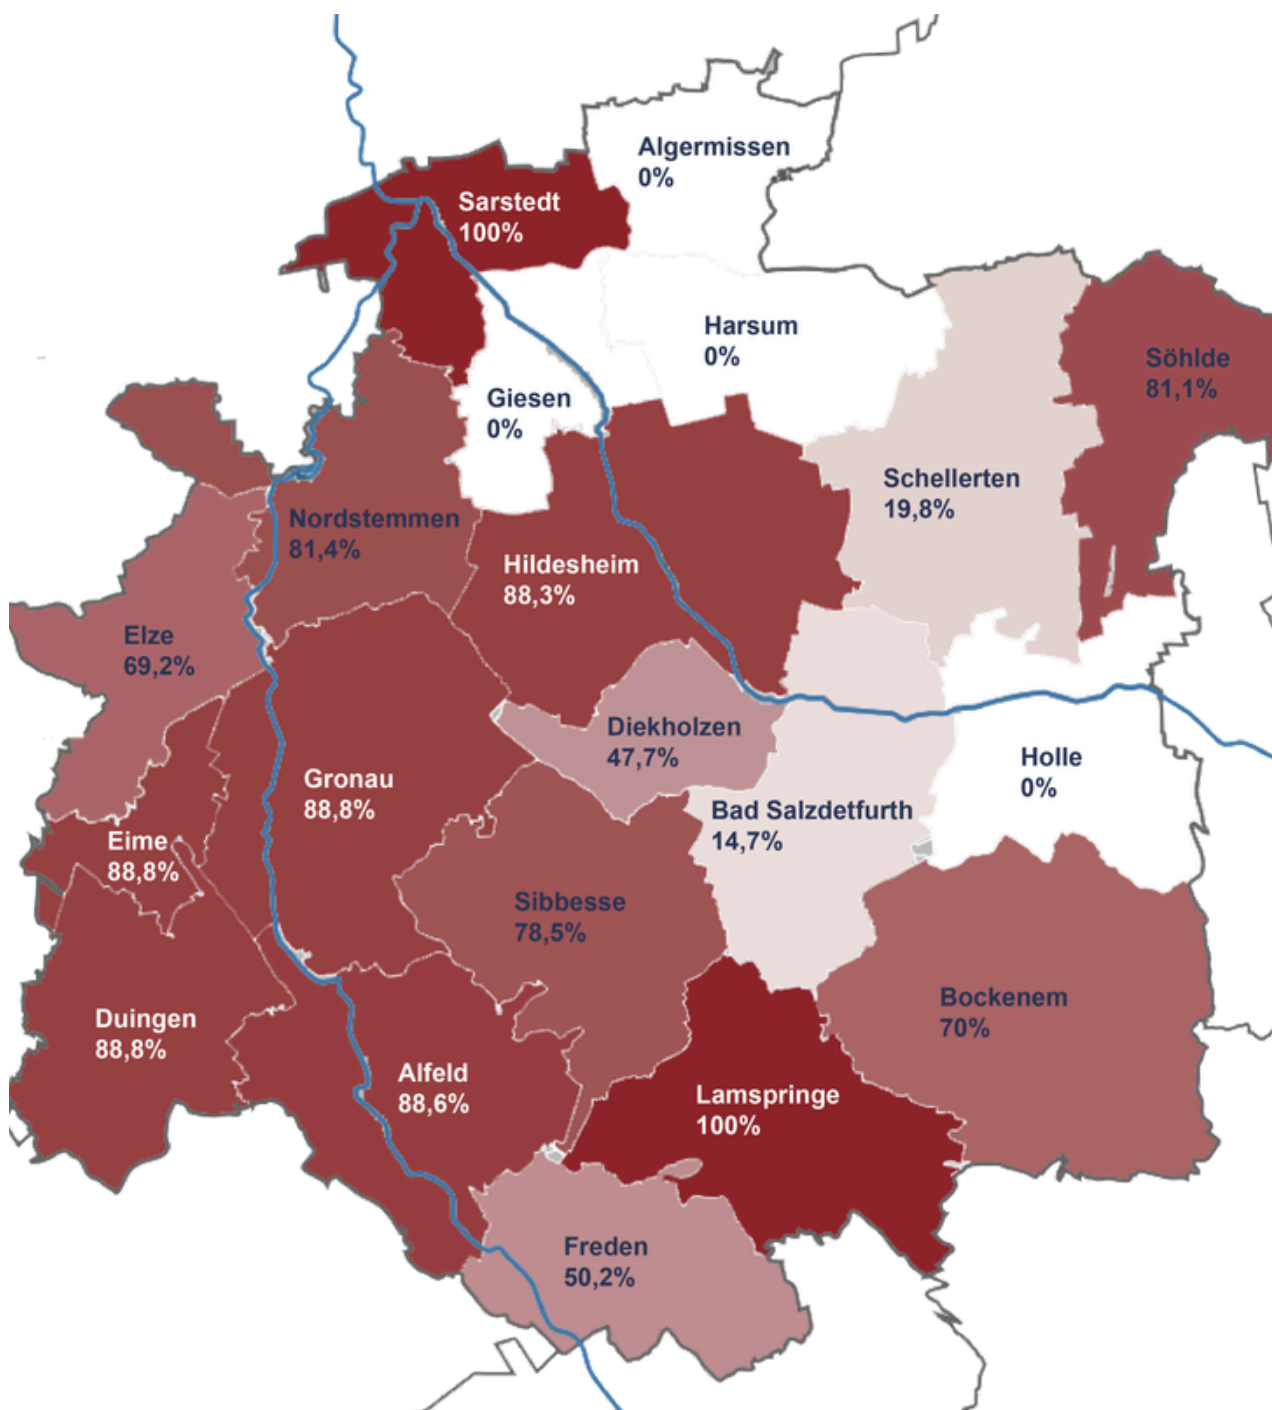 Algermissen
0%
Sarstedt
100%
Harsum
0%
Söhlde
81,1%
Giesen
0%
Schellerten
19,8%
Nordstemmen
81,4%
Hildesheim
88,3%
Elze
69,2%
Diekholzen
47,7%
Holle
0%
Gronau
88,8%
Bad Salzdetfurth
14,7%
Eime
88,8%
Sibbesse
78,5%
Bockenem
70%
Duingen
88,8%
Alfeld
88,6%
Lamspringe
100%
Freden
50,2%